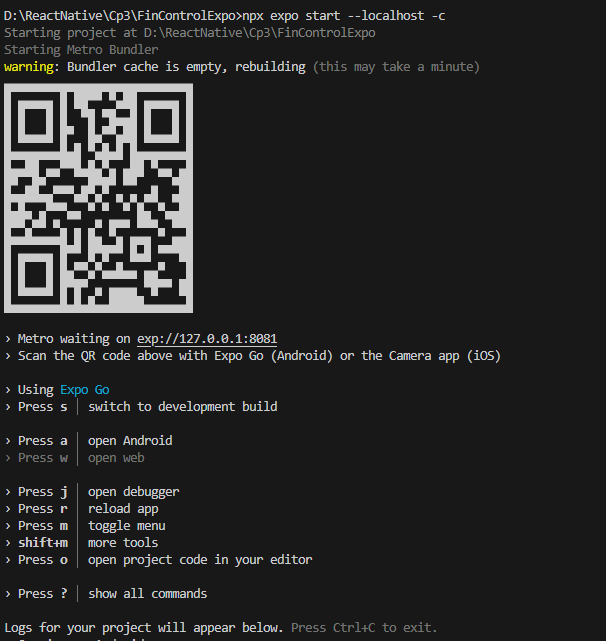 D:\ReactNative\Cp3\FinControlExpo>npx expo start --localhost -c
Starting project at D:\ReactNative\Cp3\FinControlExpo
Starting Metro Bundler
warning: Bundler cache is empty, rebuilding (this may take a minute)
› Metro waiting on exp://127.0.0.1:8081
› Scan the QR code above with Expo Go (Android) or the Camera app (iOS)
› Using Expo Go
› Press s │ switch to development build
› Press a │ open Android
› Press w │ open web
› Press j │ open debugger
› Press r │ reload app
› Press m │ toggle menu
› shift+m │ more tools
› Press o │ open project code in your editor
› Press ? │ show all commands
Logs for your project will appear below. Press Ctrl+C to exit.